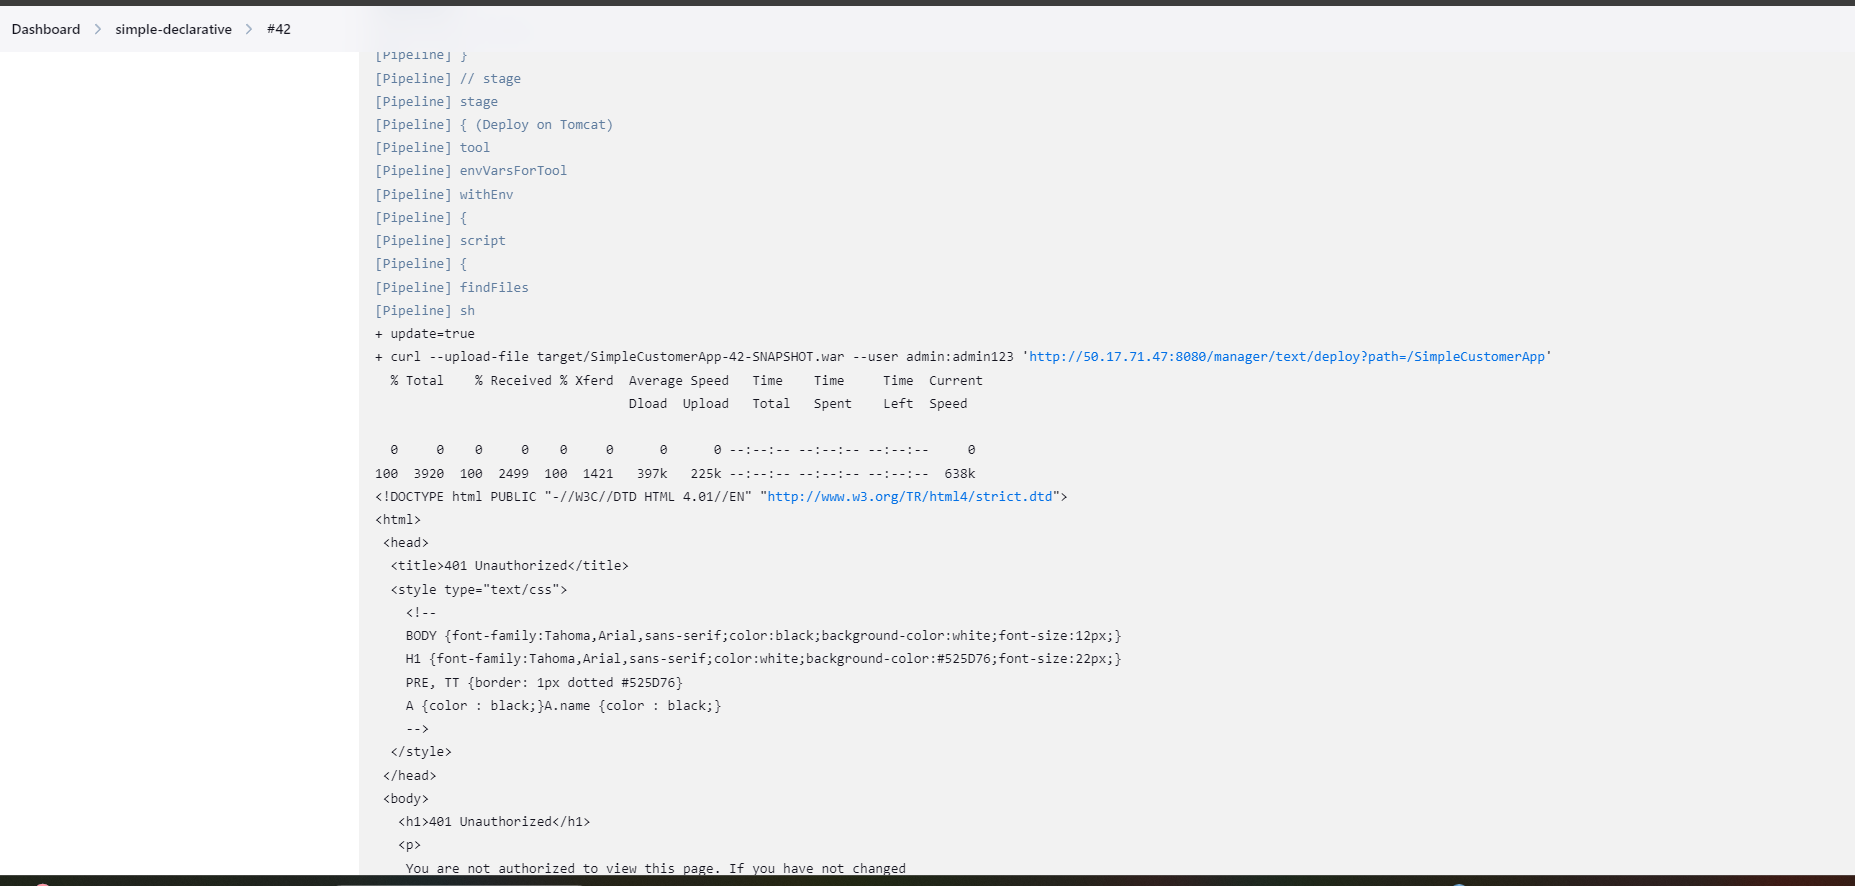 Dashboard > simple-declarative > #42
[Pipeline] }
[Pipeline] // stage
[Pipeline] stage
[Pipeline] { (Deploy on Tomcat)
[Pipeline] tool
[Pipeline] envVarsForTool
[Pipeline] withEnv
[Pipeline] {
[Pipeline] script
[Pipeline] {
[Pipeline] findFiles
[Pipeline] sh
+ update=true
+ curl --upload-file target/SimpleCustomerApp-42-SNAPSHOT.war --user admin:admin123 'http://50.17.71.47:8080/manager/text/deploy?path=/SimpleCustomerApp'
  % Total    % Received % Xferd  Average Speed   Time    Time     Time  Current
                                 Dload  Upload   Total   Spent    Left  Speed
  0     0    0     0    0     0      0      0 --:--:-- --:--:-- --:--:--     0
100  3920  100  2499  100  1421   397k   225k --:--:-- --:--:-- --:--:--  638k
<!DOCTYPE html PUBLIC "-//W3C//DTD HTML 4.01//EN" "http://www.w3.org/TR/html4/strict.dtd">
<html>
 <head>
  <title>401 Unauthorized</title>
  <style type="text/css">
    <!--
    BODY {font-family:Tahoma,Arial,sans-serif;color:black;background-color:white;font-size:12px;}
    H1 {font-family:Tahoma,Arial,sans-serif;color:white;background-color:#525D76;font-size:22px;}
    PRE, TT {border: 1px dotted #525D76}
    A {color : black;}A.name {color : black;}
    -->
  </style>
 </head>
 <body>
   <h1>401 Unauthorized</h1>
   <p>
    You are not authorized to view this page. If you have not changed